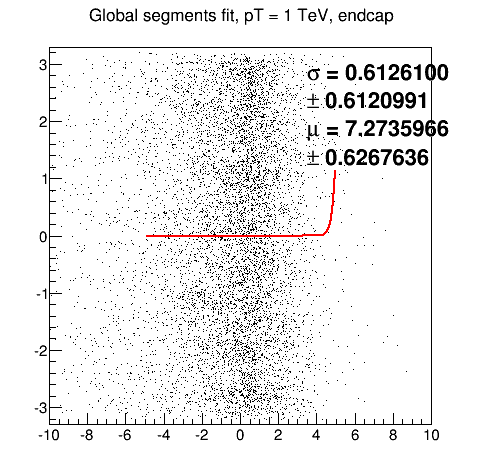 Global segments fit, pT = 1 TeV, endcap
σ = 0.6126100
± 0.6120991
μ = 7.2735966
± 0.6267636
3
2
1
0
-1
-2
-3
-10 -8 -6 -4 -2 0 2 4 6 8 10